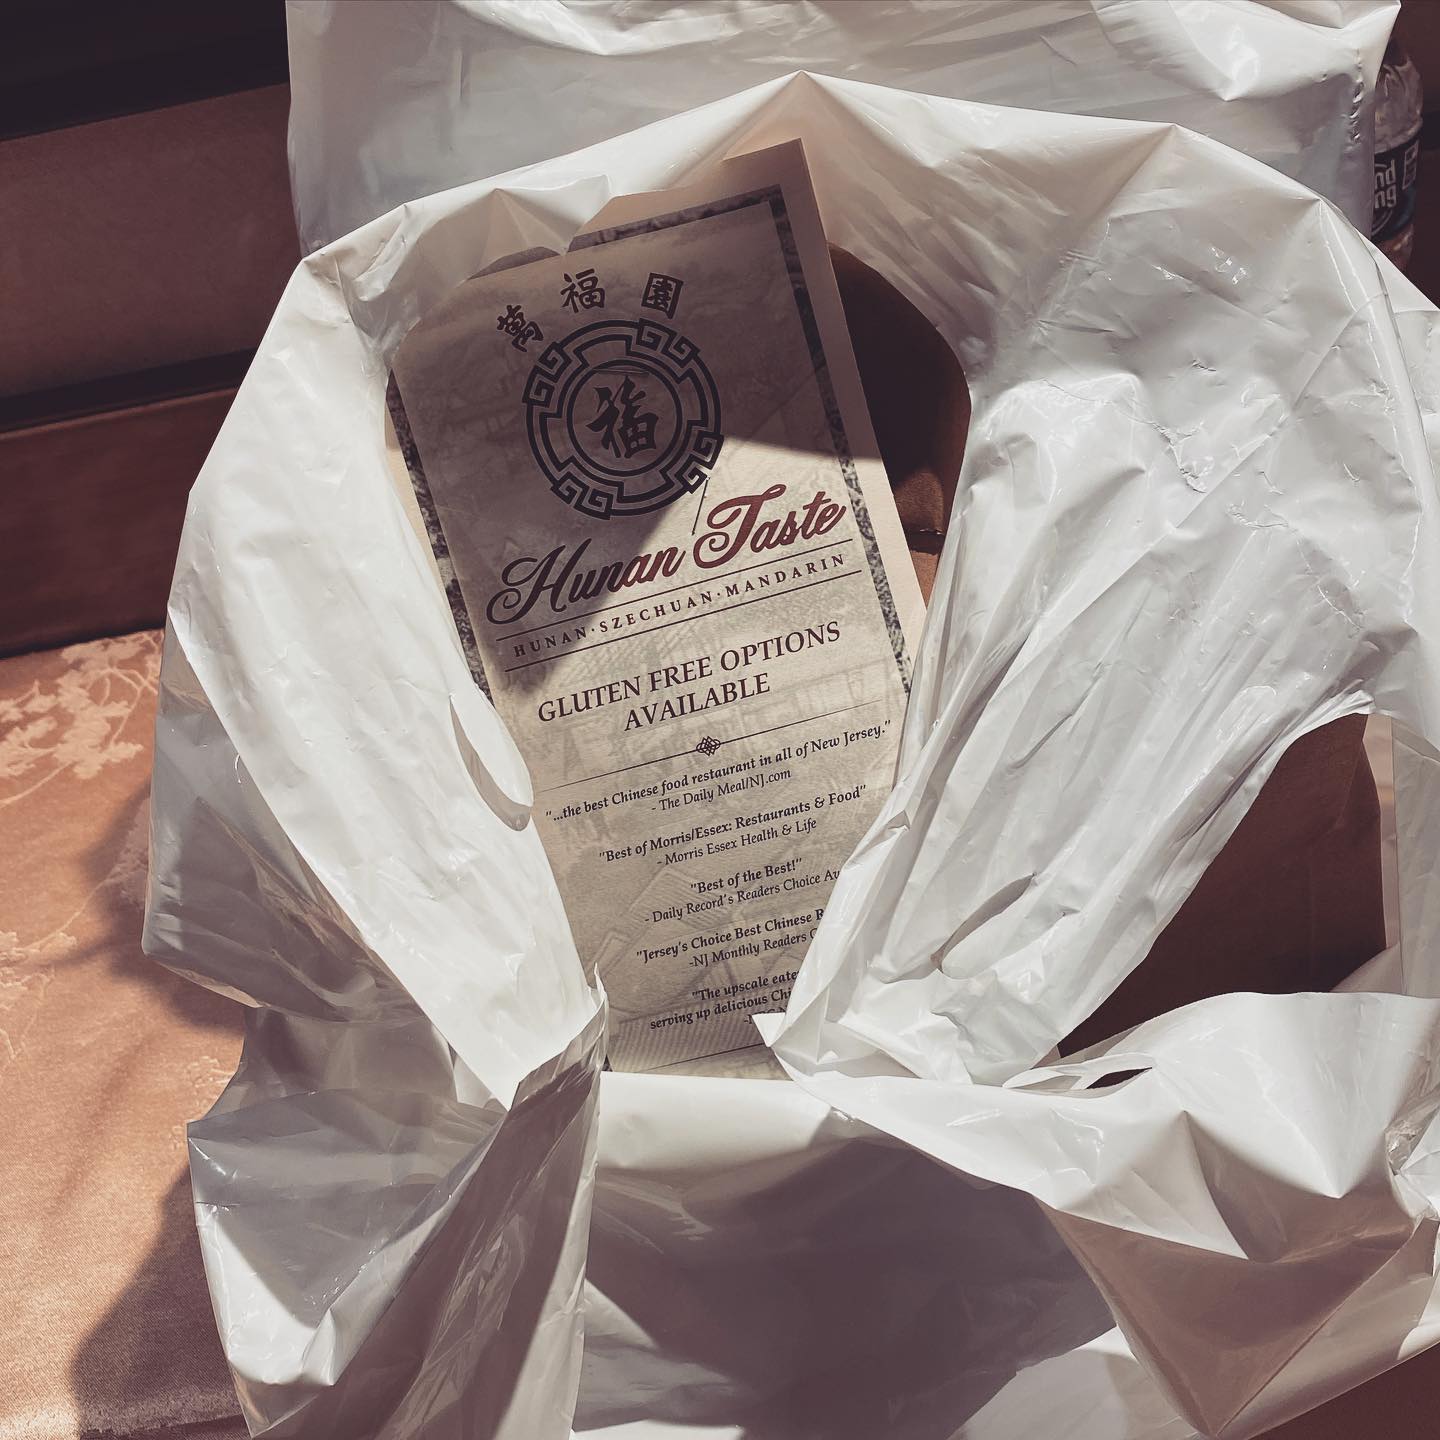 萬福園
福
Hunan Taste
HUNAN·SZECHUAN·MANDARIN
GLUTEN FREE OPTIONS
AVAILABLE
"...the best Chinese food restaurant in all of New Jersey."
- The Daily Meal/NJ.com
"Best of Morris/Essex: Restaurants & Food"
- Morris Essex Health & Life
"Best of the Best!"
- Daily Record's Readers Choice
"Jersey's Choice Best Chinese
-NJ Monthly Readers
"The upscale
serving up delicious